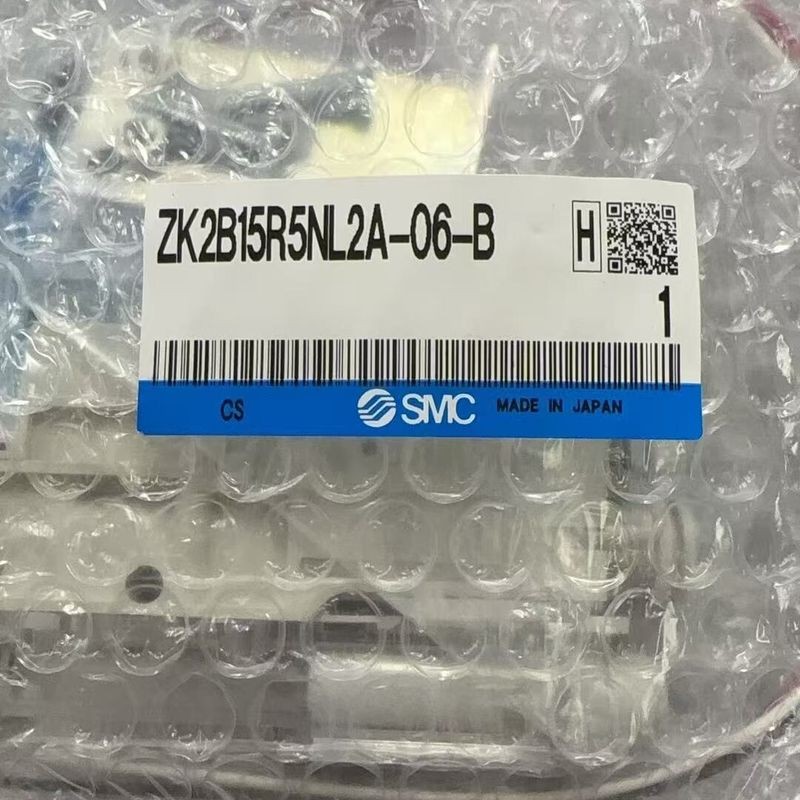 ZK2B15R5NL2A-06-B
H
1
CS SMC MADE IN JAPAN